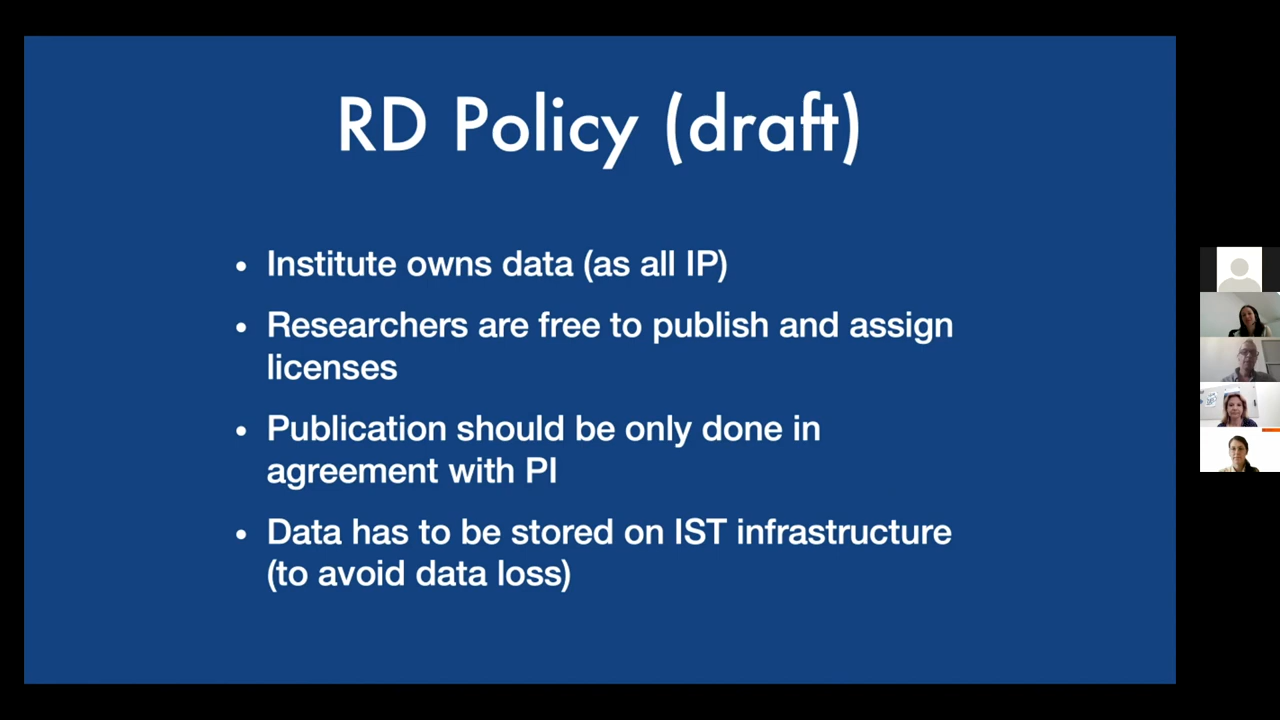 RD Policy (draft)
• Institute owns data (as all IP)
• Researchers are free to publish and assign
licenses
• Publication should be only done in
agreement with PI
• Data has to be stored on IST infrastructure
(to avoid data loss)